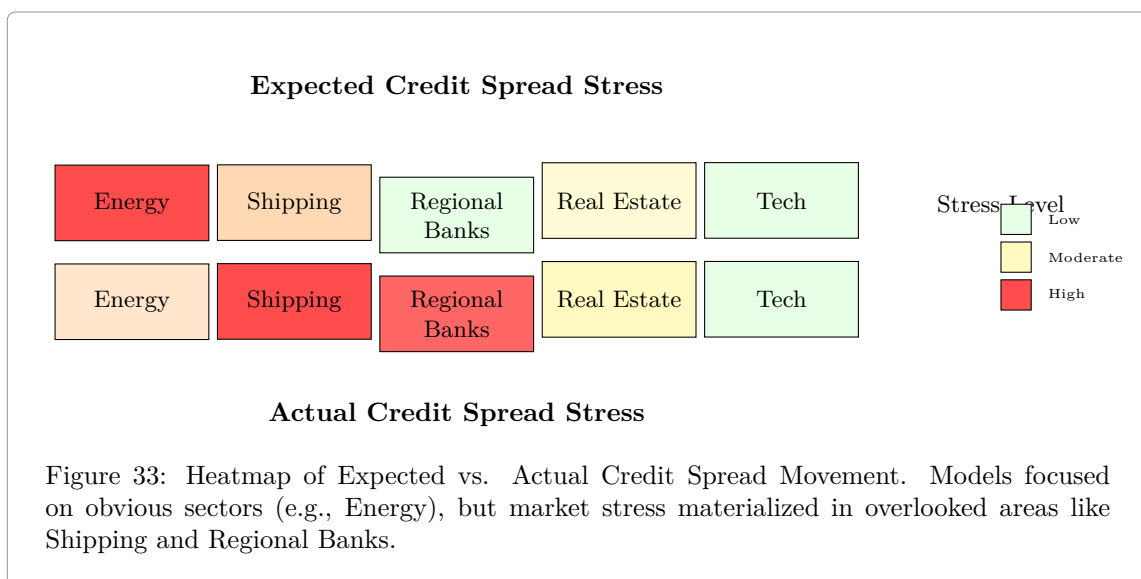 Expected Credit Spread Stress
Energy
Shipping
Regional
Banks
Real Estate
Tech
Stress Level
Low
Moderate
High
Energy
Shipping
Regional
Banks
Real Estate
Tech
Actual Credit Spread Stress
Figure 33: Heatmap of Expected vs. Actual Credit Spread Movement. Models focused
on obvious sectors (e.g., Energy), but market stress materialized in overlooked areas like
Shipping and Regional Banks.